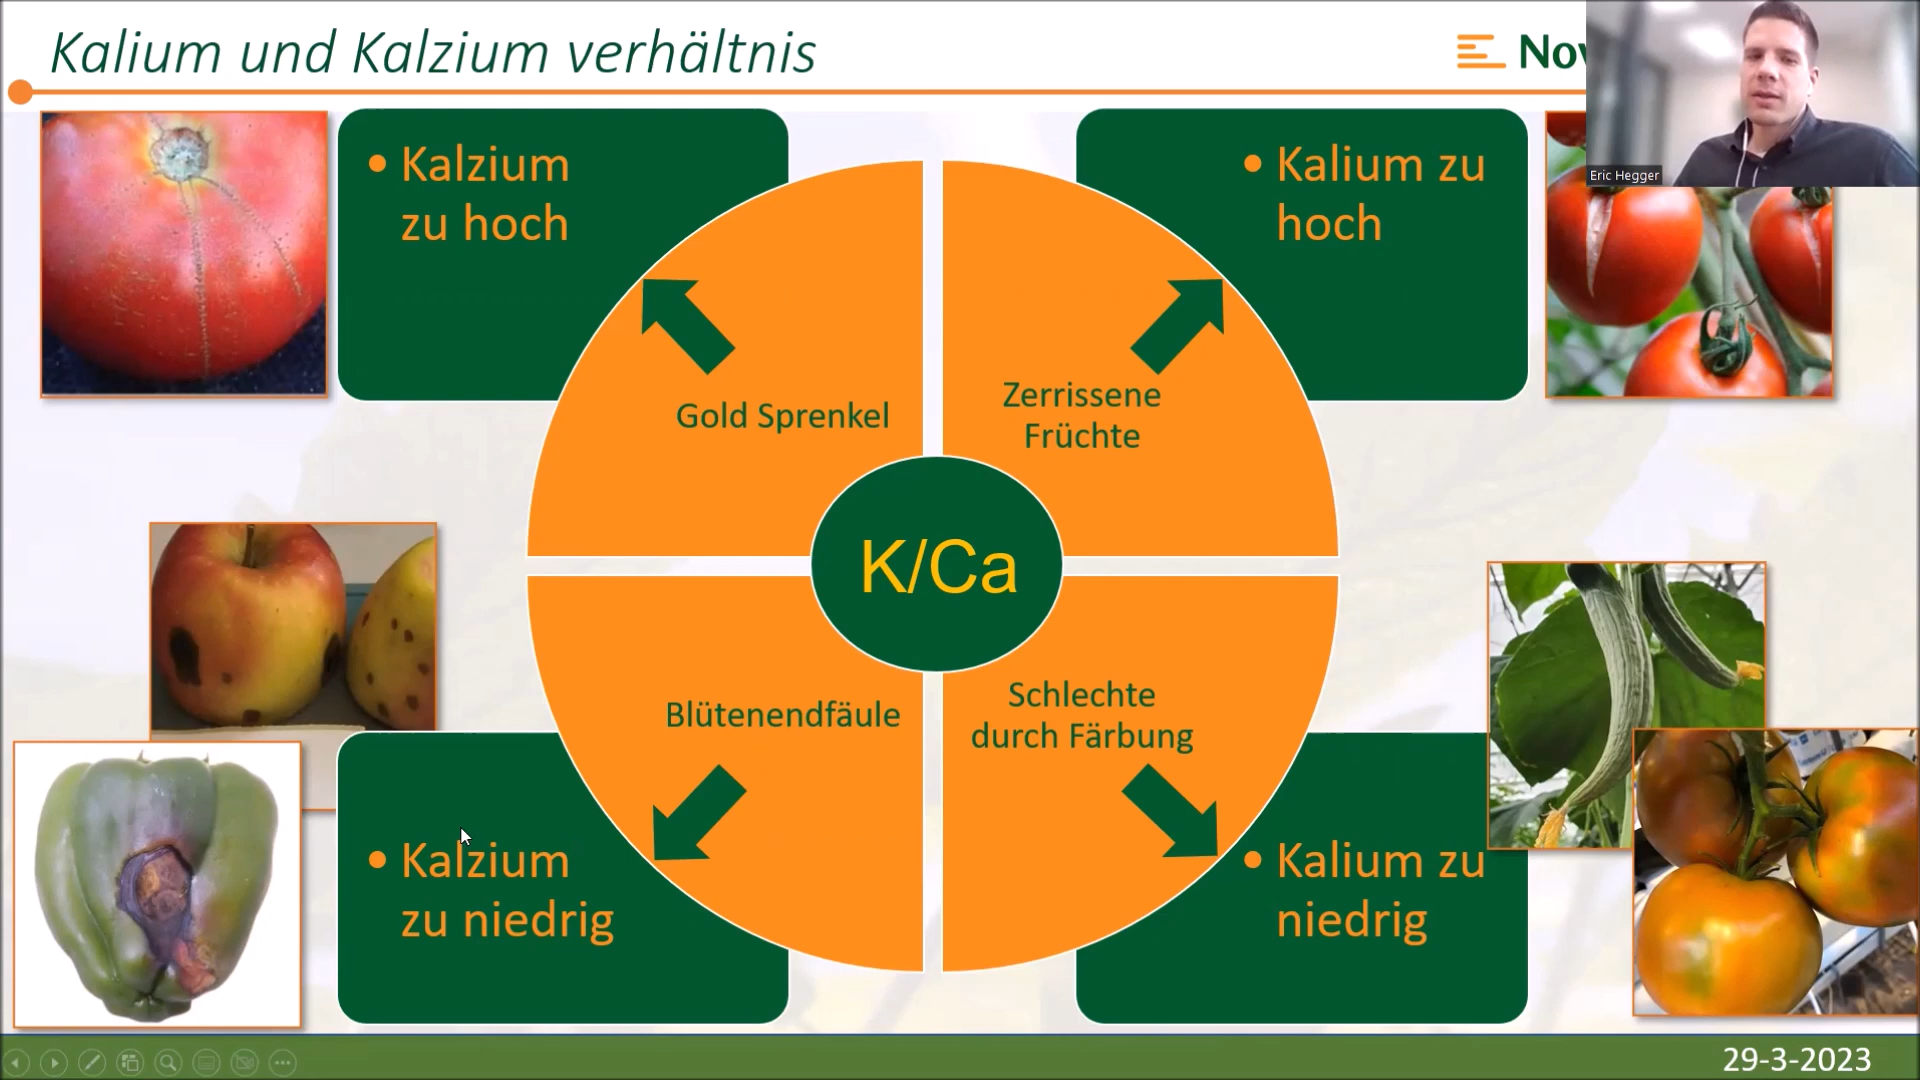 Kalium und Kalzium verhältnis
Nov
Eric Hegger
Kalzium
zu hoch
Kalium zu
hoch
Gold Sprenkel
Zerrissene
Früchte
K/Ca
Blütenendfäule
Schlechte
durch Färbung
Kalzium
zu niedrig
Kalium zu
niedrig
29-3-2023